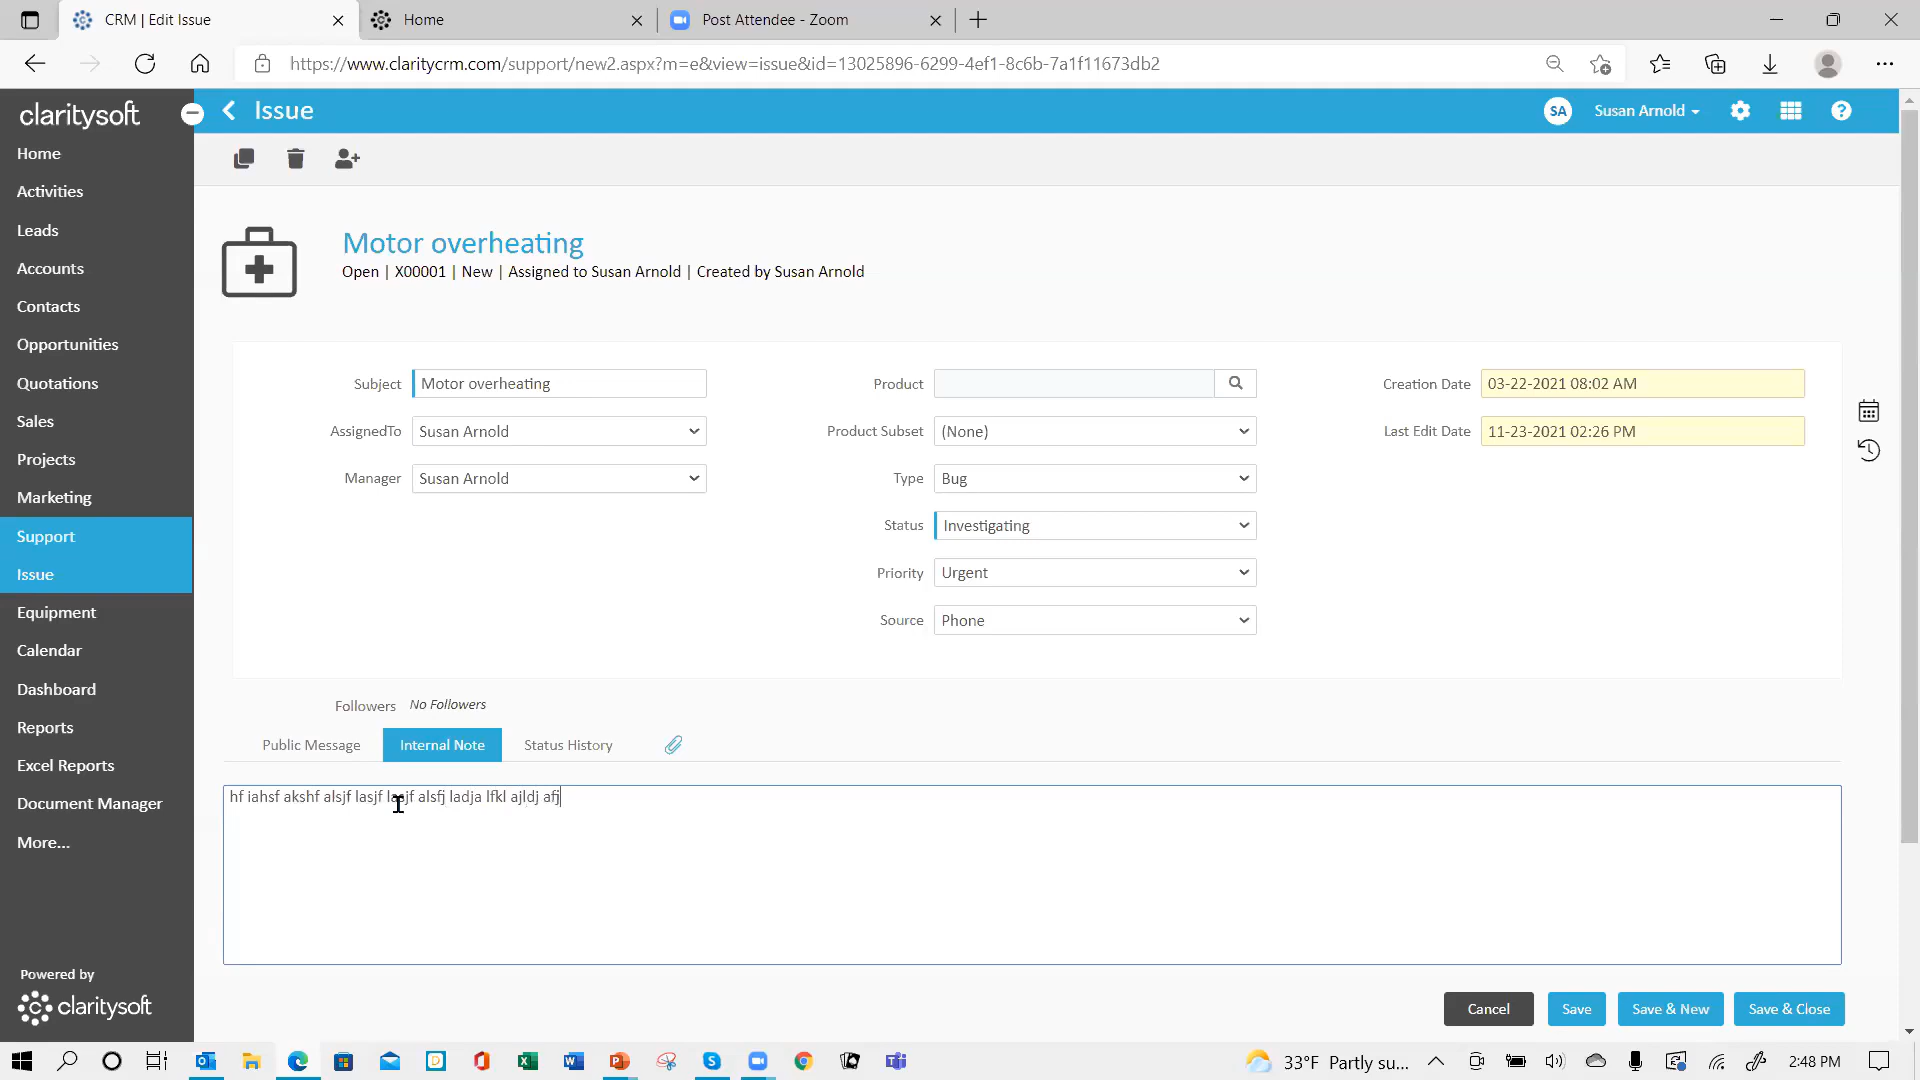 CRM | Edit Issue
Home
Post Attendee - Zoom
https://www.claritycrm.com/support/new2.aspx?m=e&view=issue&id=13025896-6299-4ef1-8c6b-7a1f11673db2
claritysoft
Issue
SA
Susan Arnold
Home
Activities
Leads
Accounts
Contacts
Opportunities
Quotations
Sales
Projects
Marketing
Support
Issue
Equipment
Calendar
Dashboard
Reports
Excel Reports
Document Manager
More...
Powered by
claritysoft
Motor overheating
Open | X00001 | New | Assigned to Susan Arnold | Created by Susan Arnold
Subject Motor overheating
AssignedTo Susan Arnold
Manager Susan Arnold
Product
Product Subset (None)
Type Bug
Status Investigating
Priority Urgent
Source Phone
Creation Date 03-22-2021 08:02 AM
Last Edit Date 11-23-2021 02:26 PM
Followers No Followers
Public Message Internal Note Status History
hf iahsf akshf alsjf lasjf alsfj ladja lfkl ajldj afj
Cancel Save Save & New Save & Close
33°F Partly su...
2:48 PM